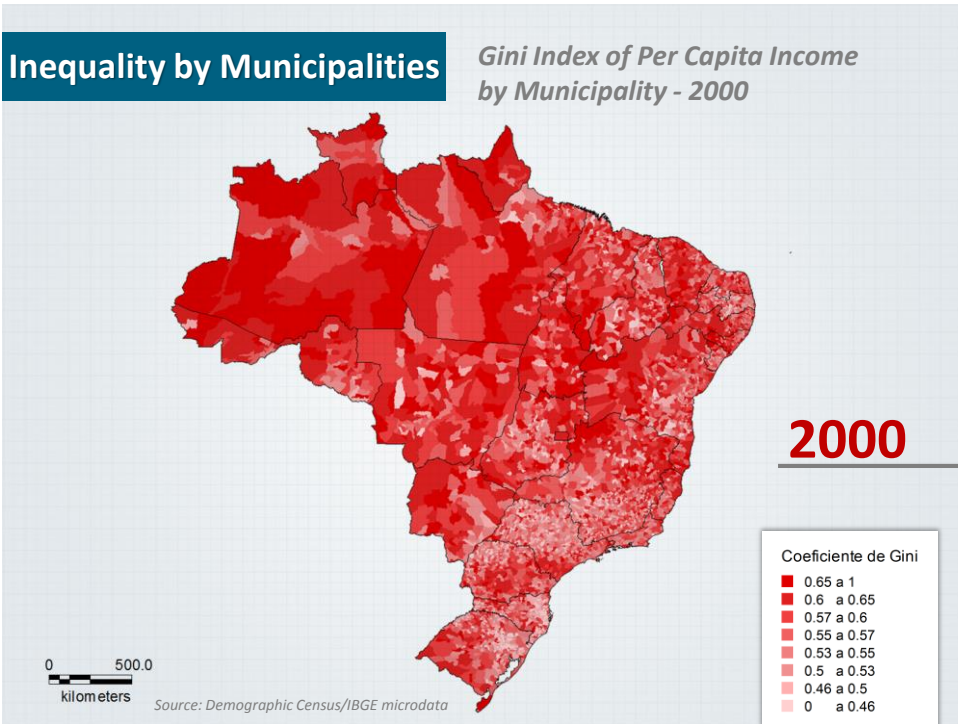 Inequality by Municipalities
Gini Index of Per Capita Income
by Municipality - 2000
2000
Coeficiente de Gini
0.65 a 1
0.6 a 0.65
0.57 a 0.6
0.55 a 0.57
0.53 a 0.55
0.5 a 0.53
0.46 a 0.5
0 a 0.46
0 500.0
kilometers
Source: Demographic Census/IBGE microdata